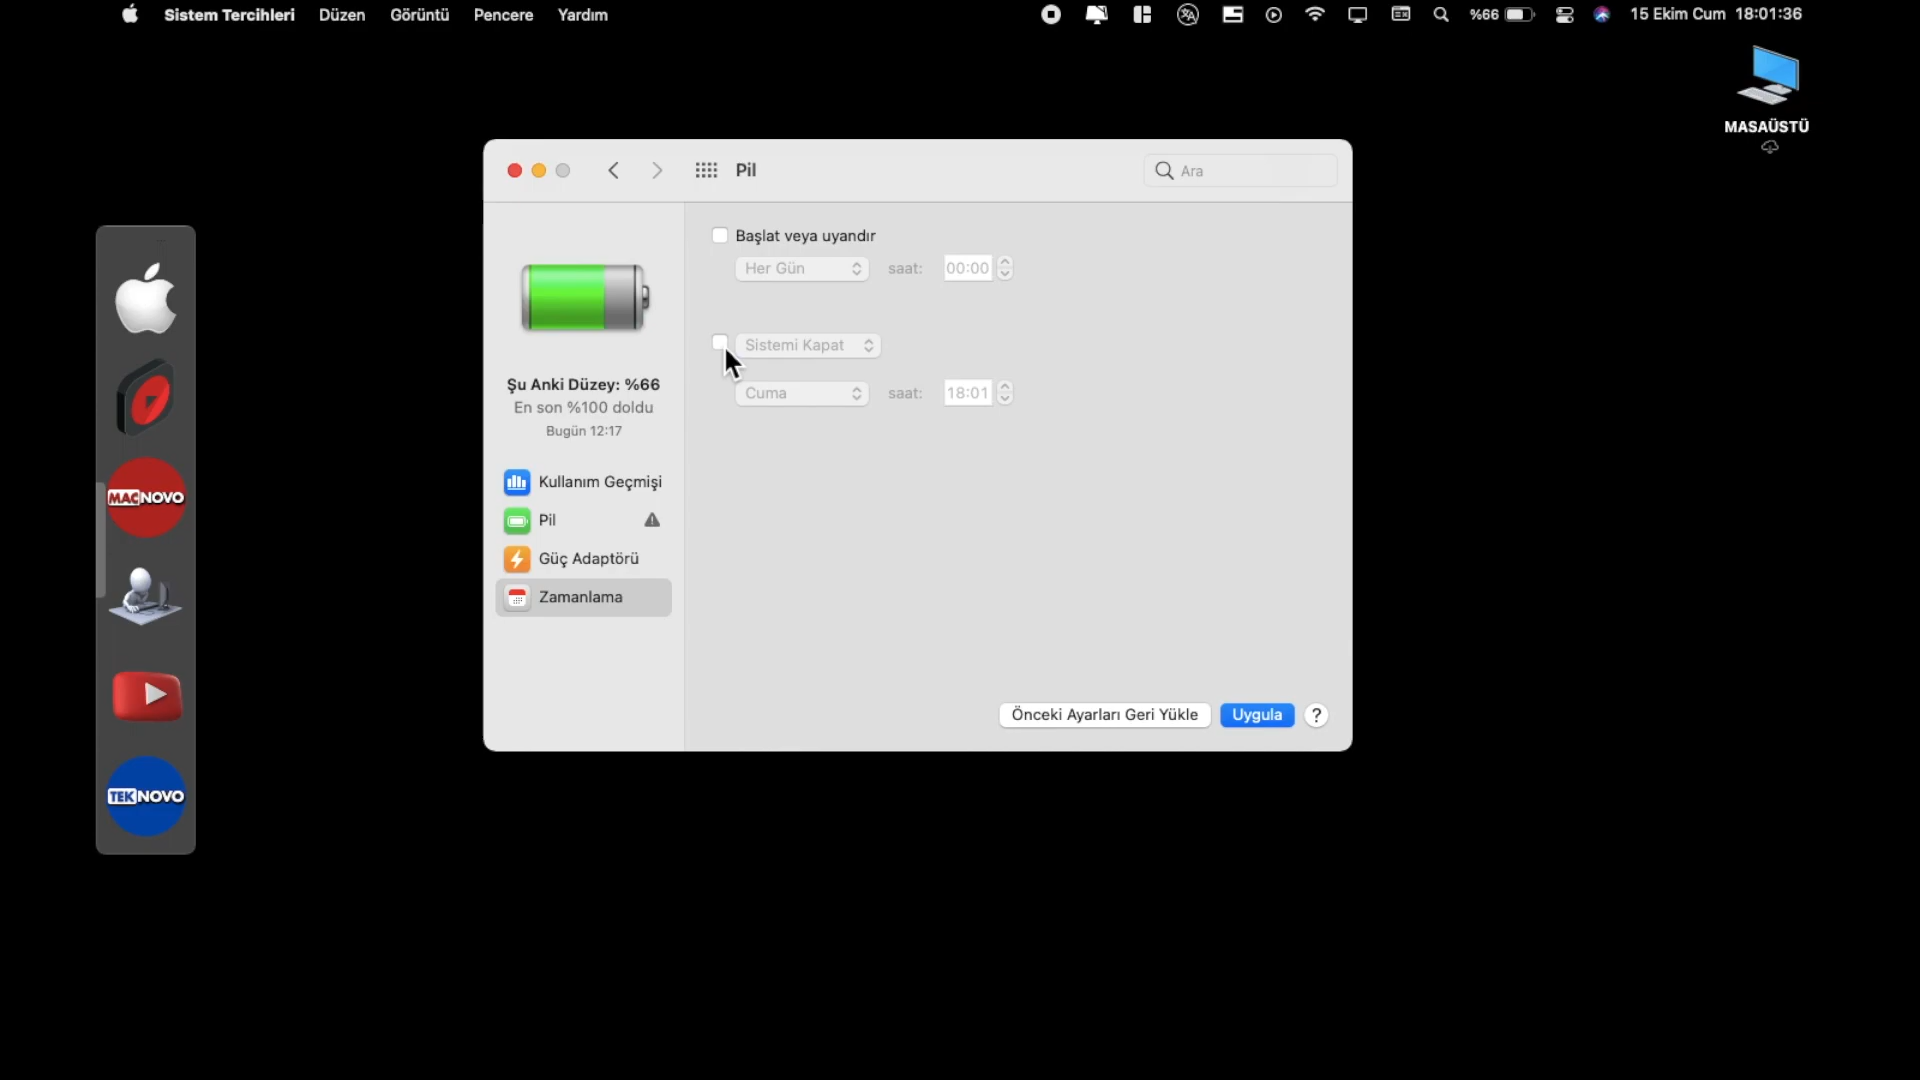 Sistem Tercihleri Düzen Görüntü Pencere Yardım %66 15 Ekim Cum 18:01:36
MASAÜSTÜ
Pil
Ara
Başlat veya uyandır
Her Gün saat: 00:00
Sistemi Kapat
Cuma saat: 18:01
Şu Anki Düzey: %66
En son %100 doldu
Bugün 12:17
Kullanım Geçmişi
Pil
Güç Adaptörü
Zamanlama
Önceki Ayarları Geri Yükle Uygula ?
MACNOVO
TEKNOVO